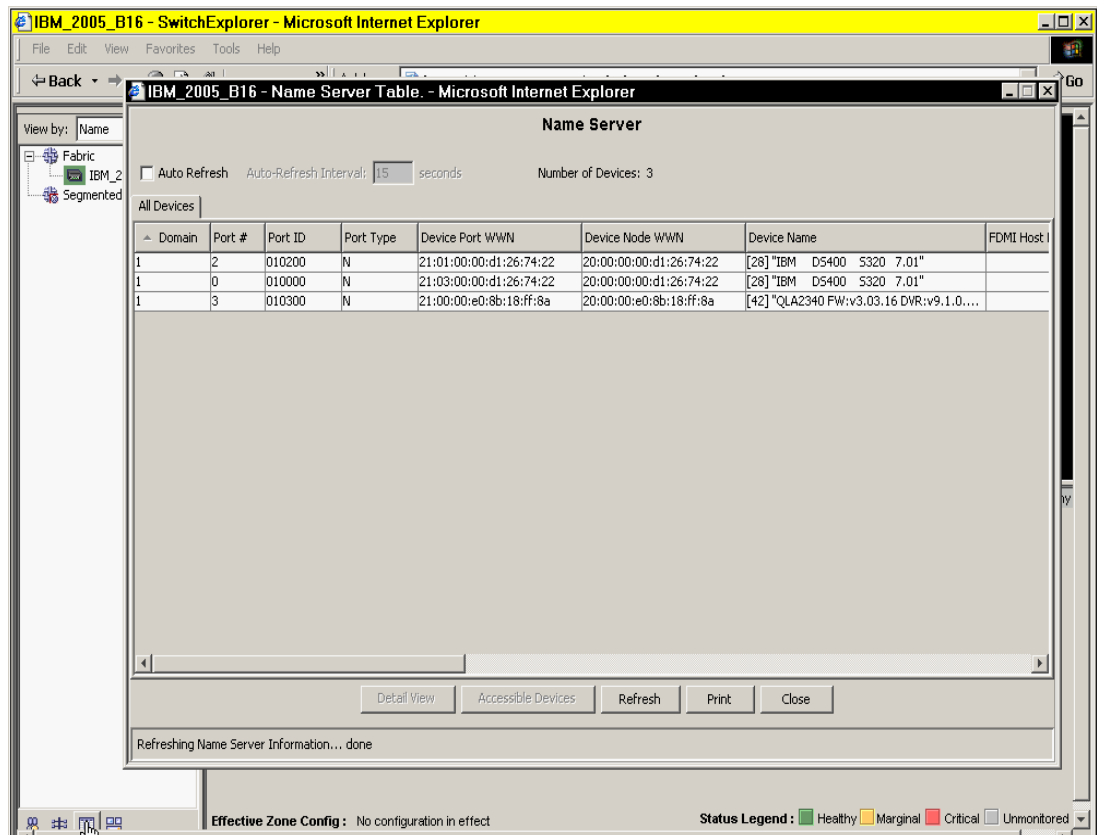 IBM_2005_B16 - SwitchExplorer - Microsoft Internet Explorer
File Edit View Favorites Tools Help
Back Go
IBM_2005_B16 - Name Server Table. - Microsoft Internet Explorer
Name Server
View by: Name
Fabric
IBM_2
Segmented
Auto Refresh Auto-Refresh Interval: 15 seconds Number of Devices: 3
All Devices
Domain Port # Port ID Port Type Device Port WWN Device Node WWN Device Name FDMI Host
1 2 010200 N 21:01:00:00:d1:26:74:22 20:00:00:00:d1:26:74:22 [28] "IBM D5400 S320 7.01"
1 0 010000 N 21:03:00:00:d1:26:74:22 20:00:00:00:d1:26:74:22 [28] "IBM D5400 S320 7.01"
1 3 010300 N 21:00:00:e0:8b:18:ff:8a 20:00:00:e0:8b:18:ff:8a [42] "QLA2340 FW:v3.03.16 DVR:v9.1.0....
Detail View Accessible Devices Refresh Print Close
Refreshing Name Server Information... done
Effective Zone Config : No configuration in effect Status Legend : Healthy Marginal Critical Unmonitored